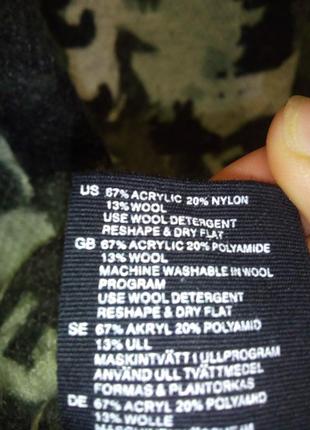 US 67% ACRYLIC 20% NYLON
13% WOOL
USE WOOL DETERGENT
RESHAPE & DRY FLAT
GB 67% ACRYLIC 20% POLYAMIDE
13% WOOL
MACHINE WASHABLE IN WOOL
PROGRAM
USE WOOL DETERGENT
RESHAPE & DRY FLAT
SE 67% AKRYL 20% POLYAMID
13% ULL
MASKINTVÄTT I ULLPROGRAM
ANVÄND ULL TVÄTTMEDEL
FORMAS & PLANTORKAS
DE 67% ACRYL 20% POLYAMID
13% WOLLE